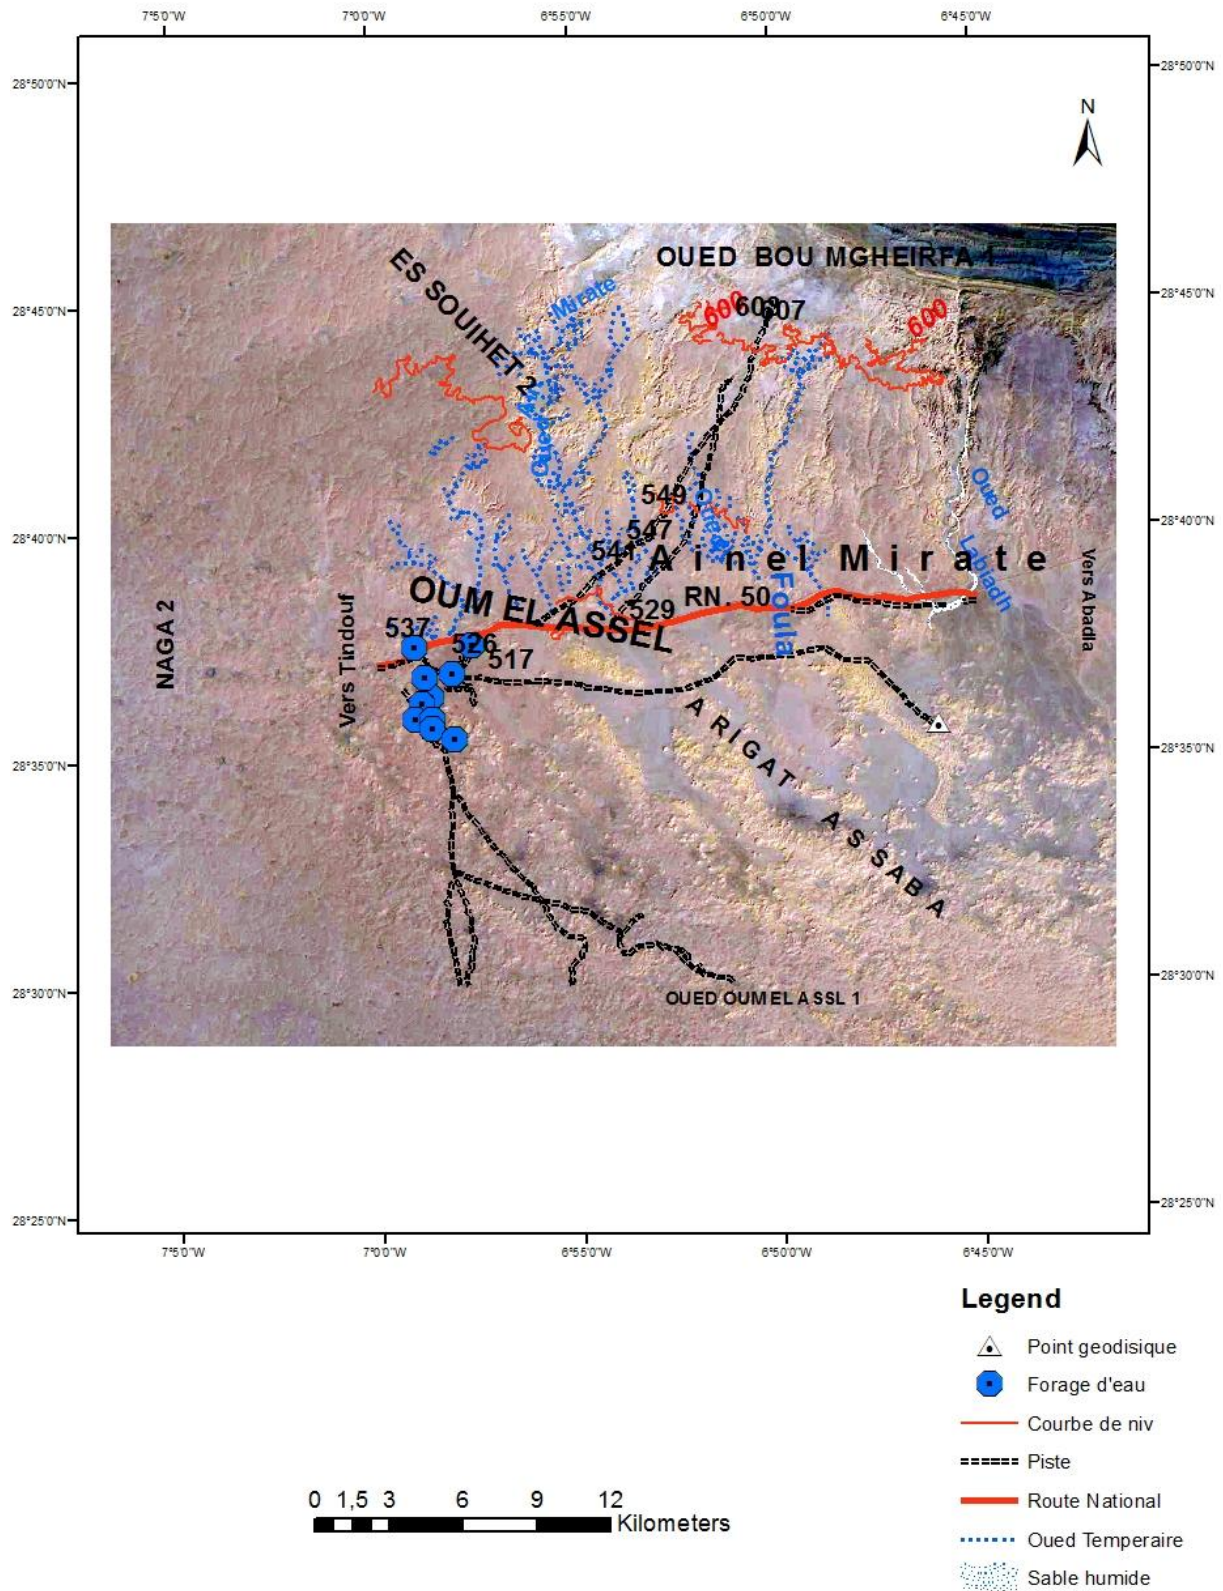 7°5'0"W 7°0'0"W 6°55'0"W 6°50'0"W 6°45'0"W
28°50'0"N
28°50'0"N
N
OUED BOU MGHEIRFA 1
ES SOUIHET 2
Mirate
600
607
600
28°45'0"N
28°45'0"N
549
547
Oued
Labiadh
28°40'0"N
28°40'0"N
Ainel Mirate
Vers Abadla
OUM EL ASSEL
RN 50
Foula
529
537
526
517
NAGA 2
Vers Tindouf
ARIGAT ASSABA
28°35'0"N
28°35'0"N
28°30'0"N
28°30'0"N
OUED OUM EL ASSL 1
28°25'0"N
28°25'0"N
7°5'0"W 7°0'0"W 6°55'0"W 6°50'0"W 6°45'0"W
Legend
Point geodisique
Forage d'eau
Courbe de niv
Piste
Route National
Oued Temperaire
Sable humide
0 1,5 3 6 9 12
Kilometers